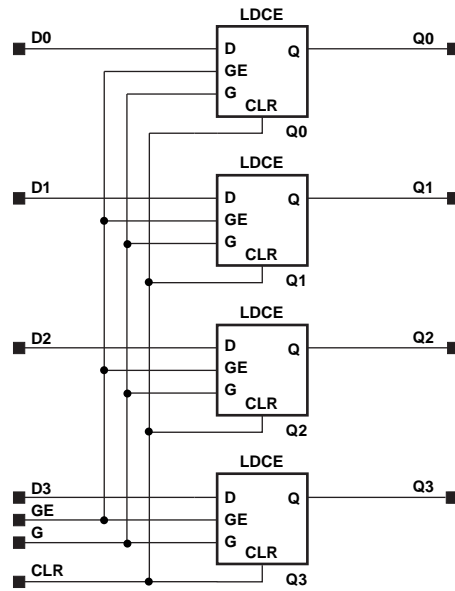 LDCE
D0 D Q Q0
GE
G
CLR
Q0
LDCE
D1 D Q Q1
GE
G
CLR
Q1
LDCE
D2 D Q Q2
GE
G
CLR
Q2
LDCE
D3 D Q Q3
GE GE
G G
CLR
CLR Q3